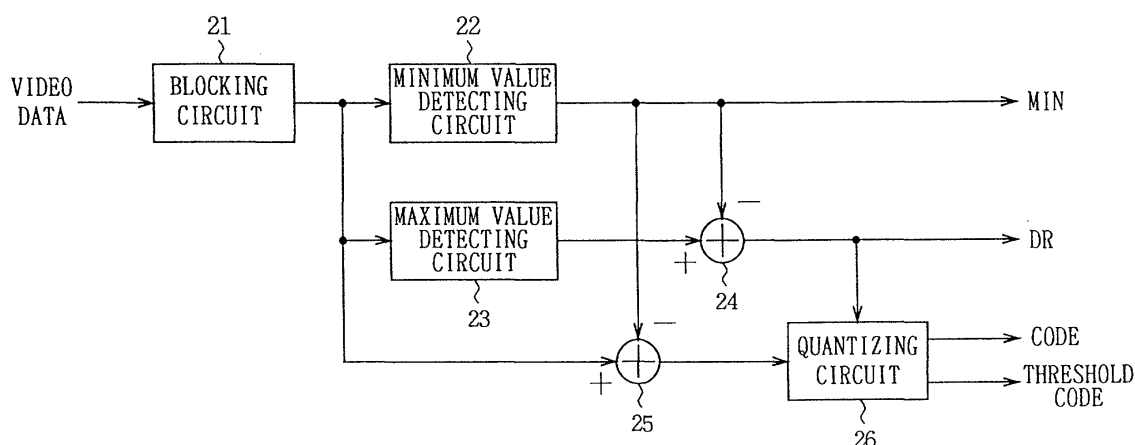 21
22
VIDEO
DATA
BLOCKING
CIRCUIT
MINIMUM VALUE
DETECTING
CIRCUIT
MIN
MAXIMUM VALUE
DETECTING
CIRCUIT
23
−
+
24
DR
−
+
25
QUANTIZING
CIRCUIT
26
CODE
THRESHOLD
CODE